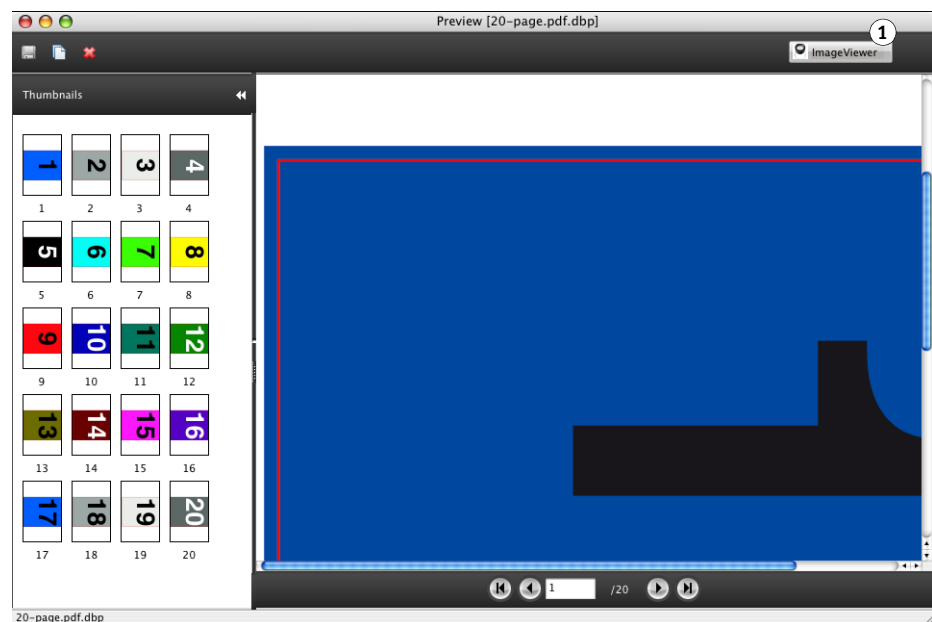 Preview [20-page.pdf.dbp]
1
ImageViewer
Thumbnails
1 2 3 4
1 2 3 4
5 6 7 8
5 6 7 8
9 10 11 12
9 10 11 12
13 14 15 16
13 14 15 16
17 18 19 20
17 18 19 20
1 /20
20-page.pdf.dbp